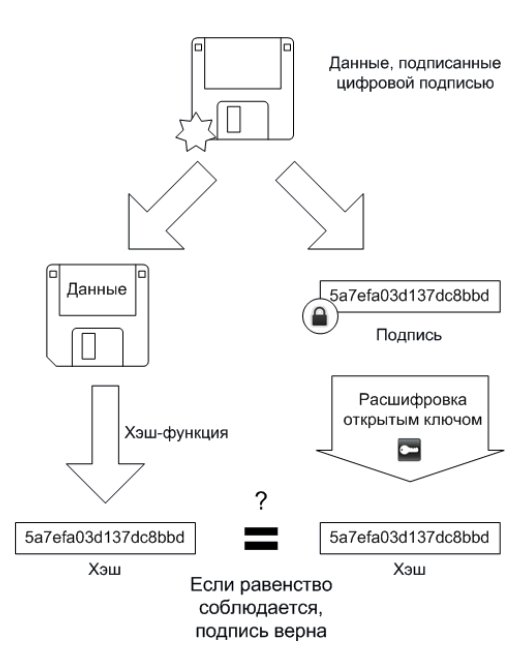 Данные, подписанные
цифровой подписью
Данные
5a7efa03d137dc8bbd
Подпись
Хэш-функция
Расшифровка
открытым ключом
?
5a7efa03d137dc8bbd
=
5a7efa03d137dc8bbd
Хэш
Хэш
Если равенство
соблюдается,
подпись верна